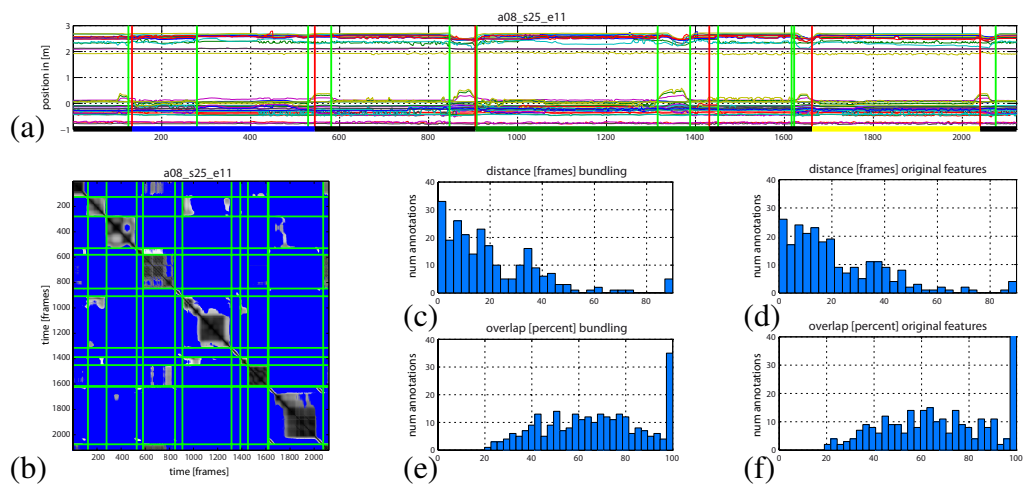 a08_s25_e11
position in [m]
3
2
1
0
−1
200 400 600 800 1000 1200 1400 1600 1800 2000
(a)
a08_s25_e11
time [frames]
200
400
600
800
1000
1200
1400
1600
1800
2000
200 400 600 800 1000 1200 1400 1600 1800 2000
time [frames]
(b)
distance [frames] bundling
num annotations
40
30
20
10
0
0 20 40 60 80
(c)
distance [frames] original features
num annotations
40
30
20
10
0
0 20 40 60 80
(d)
overlap [percent] bundling
num annotations
40
30
20
10
0
0 20 40 60 80 100
(e)
overlap [percent] original features
num annotations
40
30
20
10
0
0 20 40 60 80 100
(f)